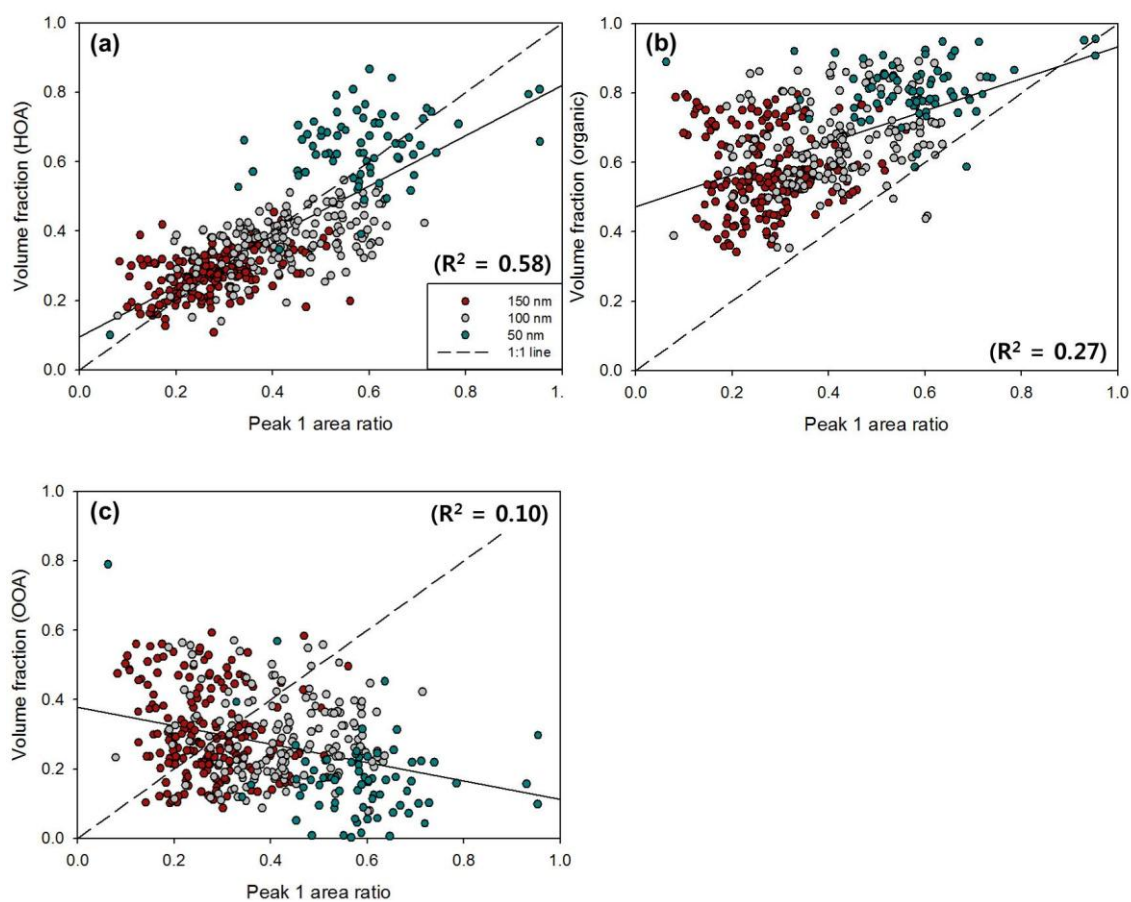 (a)
(R² = 0.58)
150 nm
100 nm
50 nm
1:1 line
Volume fraction (HOA)
1.0
0.8
0.6
0.4
0.2
0.0
0.0 0.2 0.4 0.6 0.8 1.
Peak 1 area ratio
(b)
(R² = 0.27)
Volume fraction (organic)
1.0
0.8
0.6
0.4
0.2
0.0
0.0 0.2 0.4 0.6 0.8 1.0
Peak 1 area ratio
(c)
(R² = 0.10)
Volume fraction (OOA)
1.0
0.8
0.6
0.4
0.2
0.0
0.0 0.2 0.4 0.6 0.8 1.0
Peak 1 area ratio